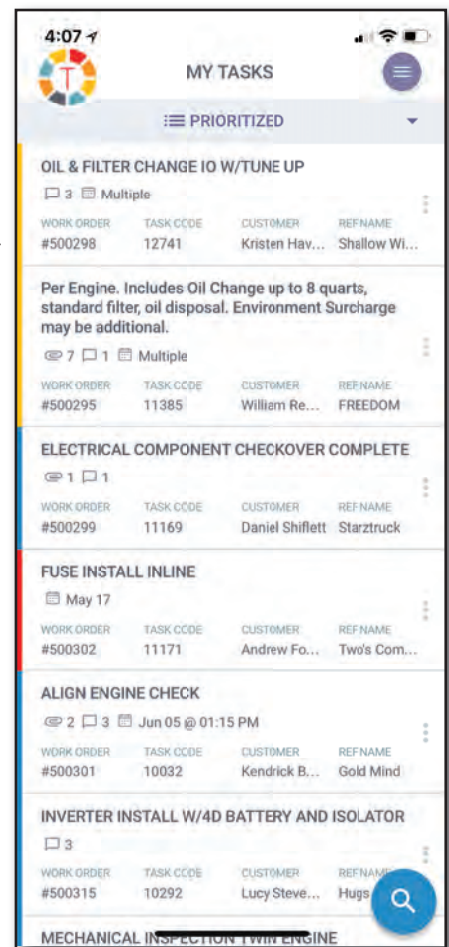 4:07
T
MY TASKS
PRIORITIZED
OIL & FILTER CHANGE IO W/TUNE UP
3 Multiple
WORK ORDER TASK CODE CUSTOMER REFNAME
#500298 12741 Kristen Hav... Shallow Wi...
Per Engine. Includes Oil Change up to 8 quarts,
standard filter, oil disposal. Environment Surcharge
may be additional.
7 1 Multiple
WORK ORDER TASK CODE CUSTOMER REFNAME
#500295 11385 William Re... FREEDOM
ELECTRICAL COMPONENT CHECKOVER COMPLETE
1 1
WORK ORDER TASK CODE CUSTOMER REFNAME
#500299 11169 Daniel Shiflett Starztruck
FUSE INSTALL INLINE
May 17
WORK ORDER TASK CODE CUSTOMER REFNAME
#500302 11171 Andrew Fo... Two's Com...
ALIGN ENGINE CHECK
2 3 Jun 05 @ 01:15 PM
WORK ORDER TASK CODE CUSTOMER REFNAME
#500301 10032 Kendrick B... Gold Mind
INVERTER INSTALL W/4D BATTERY AND ISOLATOR
3
WORK ORDER TASK CODE CUSTOMER REFNAME
#500315 10292 Lucy Steve... Hugs
MECHANICAL INSPECTION TWIN ENGINE